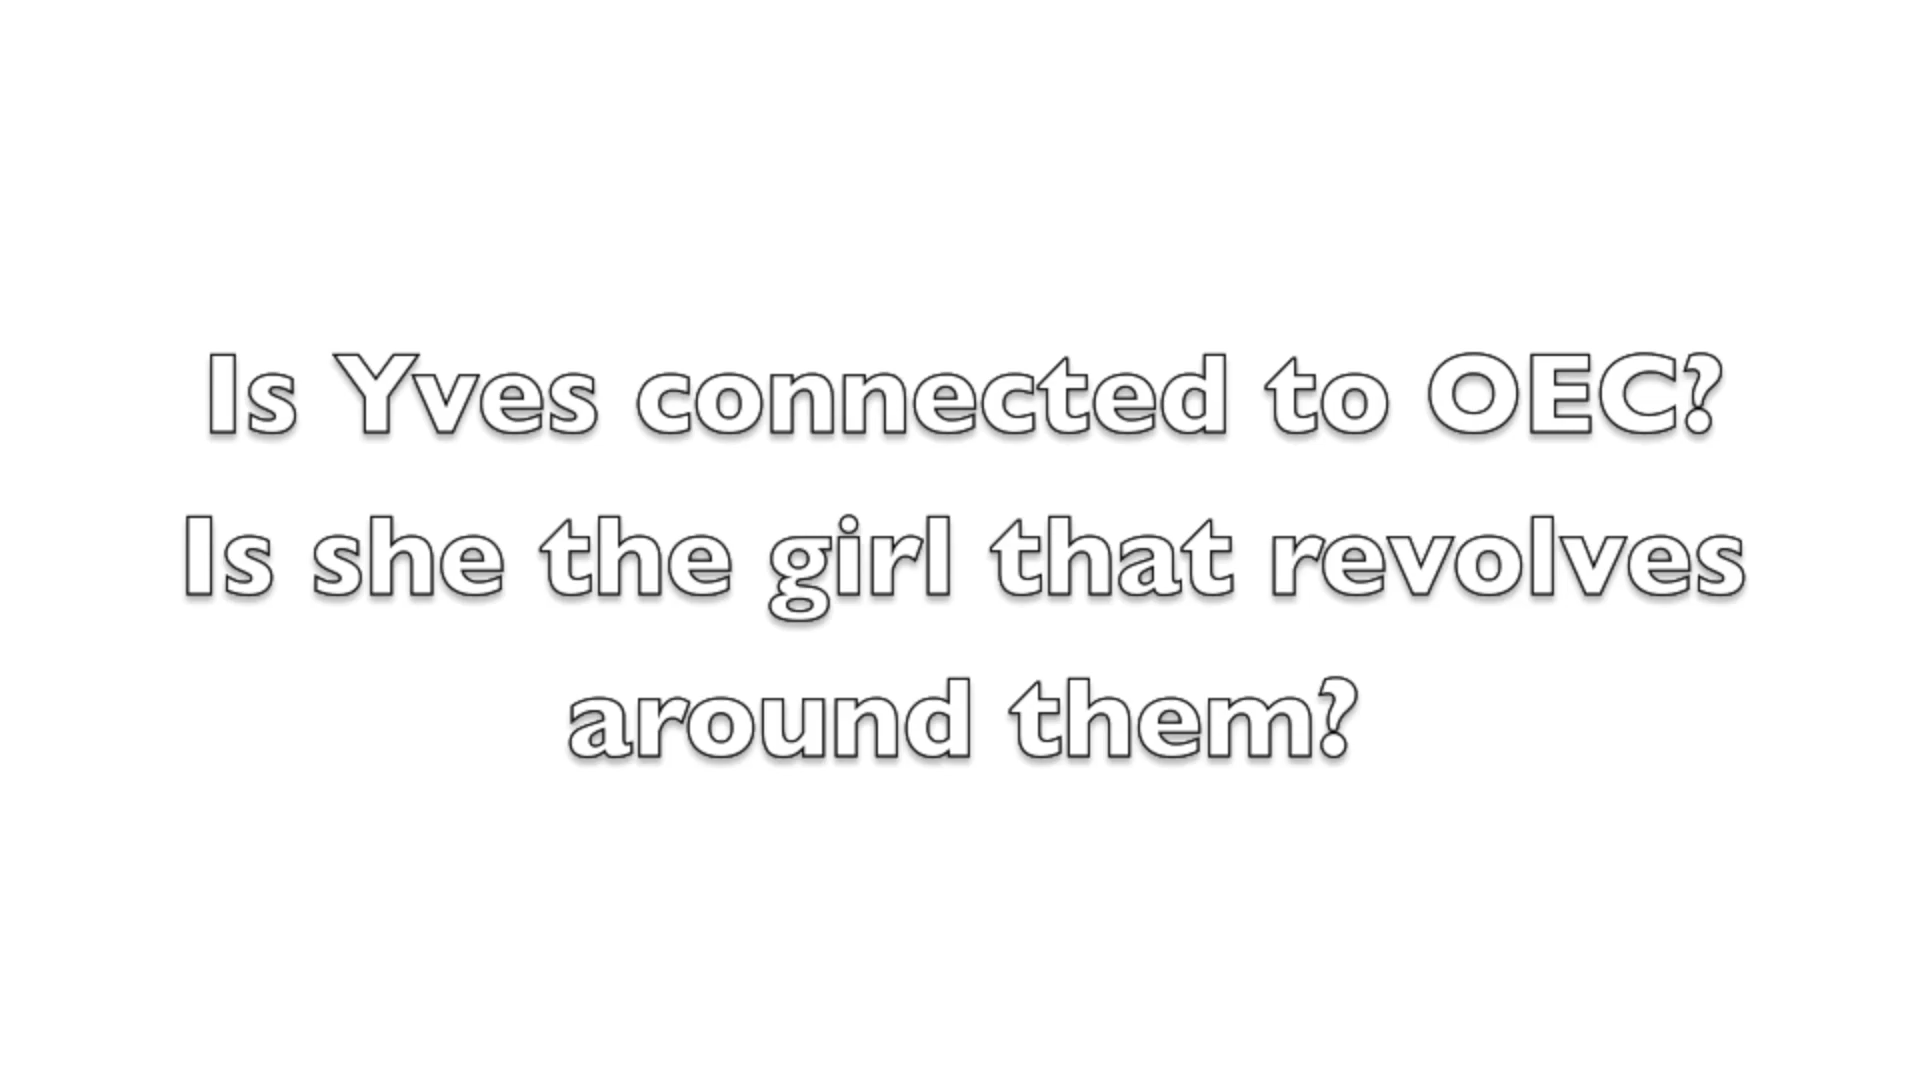 Is Yves connected to OEC?
Is she the girl that revolves
around them?